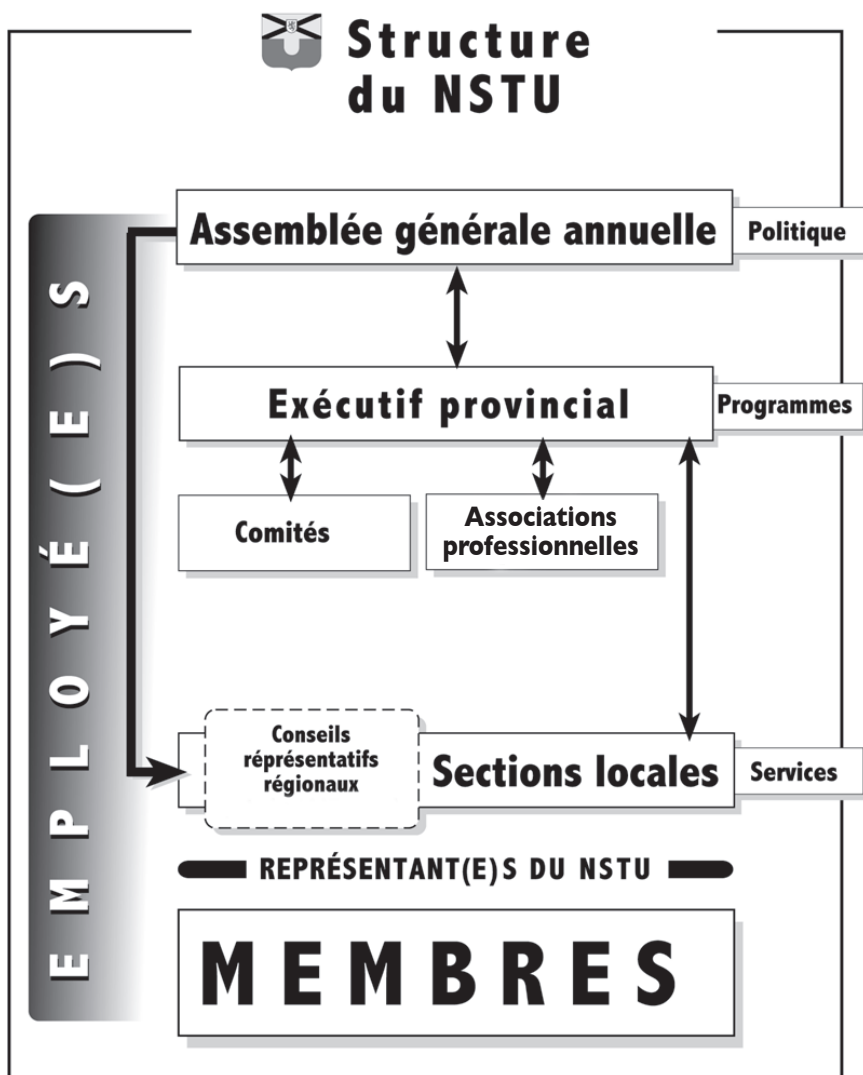 Structure
du NSTU
Assemblée générale annuelle
Politique
Exécutif provincial
Programmes
Comités
Associations
professionnelles
Conseils
réprésentatifs
régionaux
Sections locales
Services
REPRÉSENTANT(E)S DU NSTU
MEMBRES
EMPLOYÉ(E)S